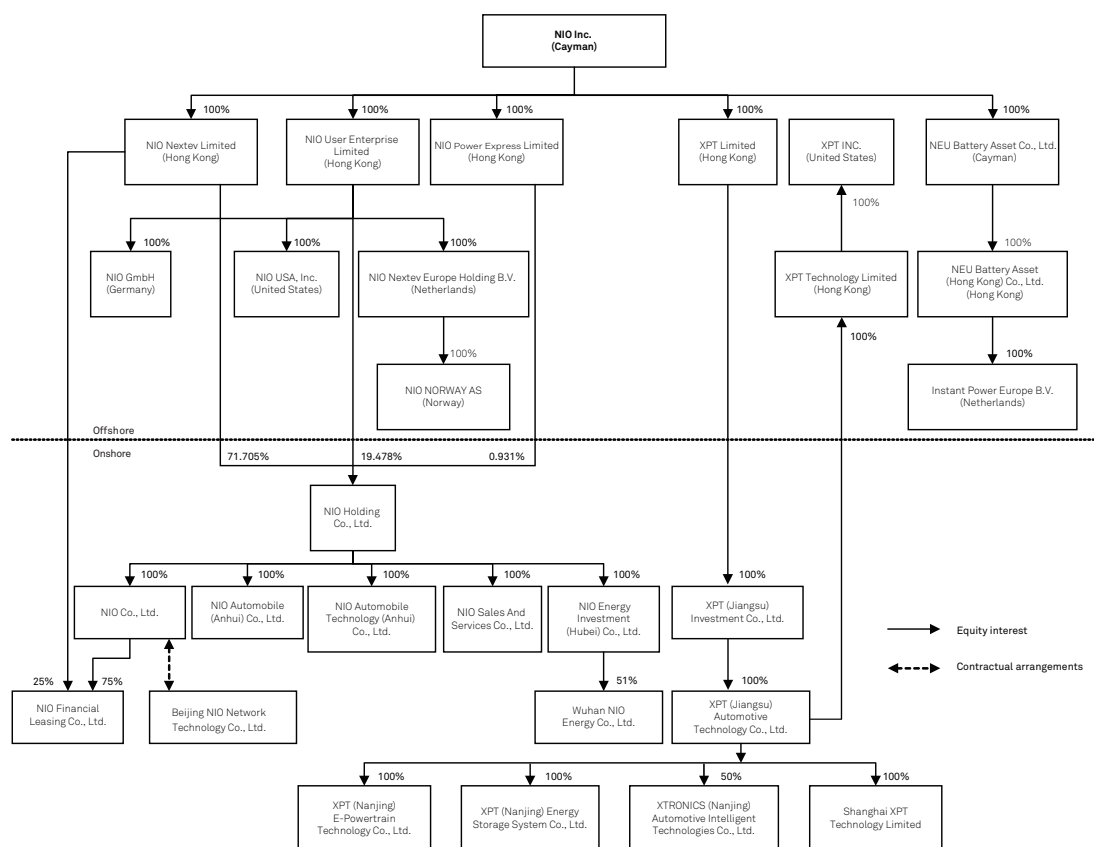 NIO Inc.
(Cayman)
100%
100%
100%
100%
100%
NIO Nextev Limited
(Hong Kong)
NIO User Enterprise
Limited
(Hong Kong)
NIO Power Express Limited
(Hong Kong)
XPT Limited
(Hong Kong)
XPT INC.
(United States)
NEU Battery Asset Co., Ltd.
(Cayman)
100%
100%
100%
100%
100%
NIO GmbH
(Germany)
NIO USA, Inc.
(United States)
NIO Nextev Europe Holding B.V.
(Netherlands)
XPT Technology Limited
(Hong Kong)
NEU Battery Asset
(Hong Kong) Co., Ltd.
(Hong Kong)
100%
100%
100%
NIO NORWAY AS
(Norway)
Instant Power Europe B.V.
(Netherlands)
Offshore
Onshore
71.705%
19.478%
0.931%
NIO Holding
Co., Ltd.
100%
100%
100%
100%
100%
100%
NIO Co., Ltd.
NIO Automobile
(Anhui) Co., Ltd.
NIO Automobile
Technology (Anhui)
Co., Ltd.
NIO Sales And
Services Co., Ltd.
NIO Energy
Investment
(Hubei) Co., Ltd.
XPT (Jiangsu)
Investment Co., Ltd.
Equity interest
Contractual arrangements
25%
75%
51%
100%
NIO Financial
Leasing Co., Ltd.
Beijing NIO Network
Technology Co., Ltd.
Wuhan NIO
Energy Co., Ltd.
XPT (Jiangsu)
Automotive
Technology Co., Ltd.
100%
100%
50%
100%
XPT (Nanjing)
E-Powertrain
Technology Co., Ltd.
XPT (Nanjing) Energy
Storage System Co., Ltd.
XTRONICS (Nanjing)
Automotive Intelligent
Technologies Co., Ltd.
Shanghai XPT
Technology Limited